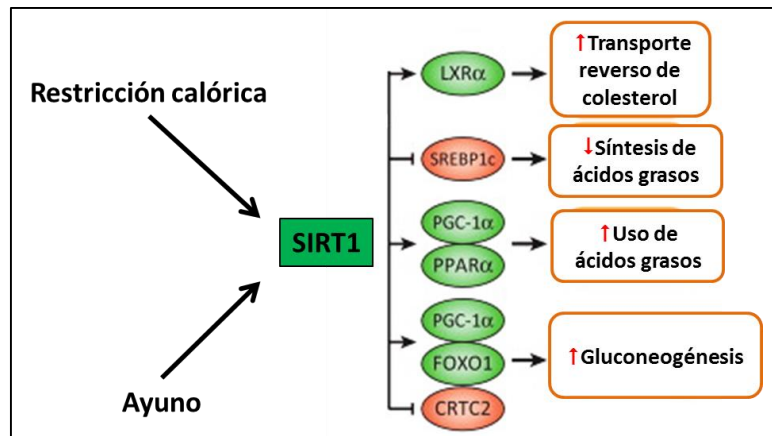 Restricción calórica
Ayuno
SIRT1
LXRα
↑Transporte
reverso de
colesterol
SREBP1c
↓Síntesis de
ácidos grasos
PGC-1α
PPARα
↑Uso de
ácidos grasos
PGC-1α
FOXO1
CRTC2
↑Gluconeogénesis